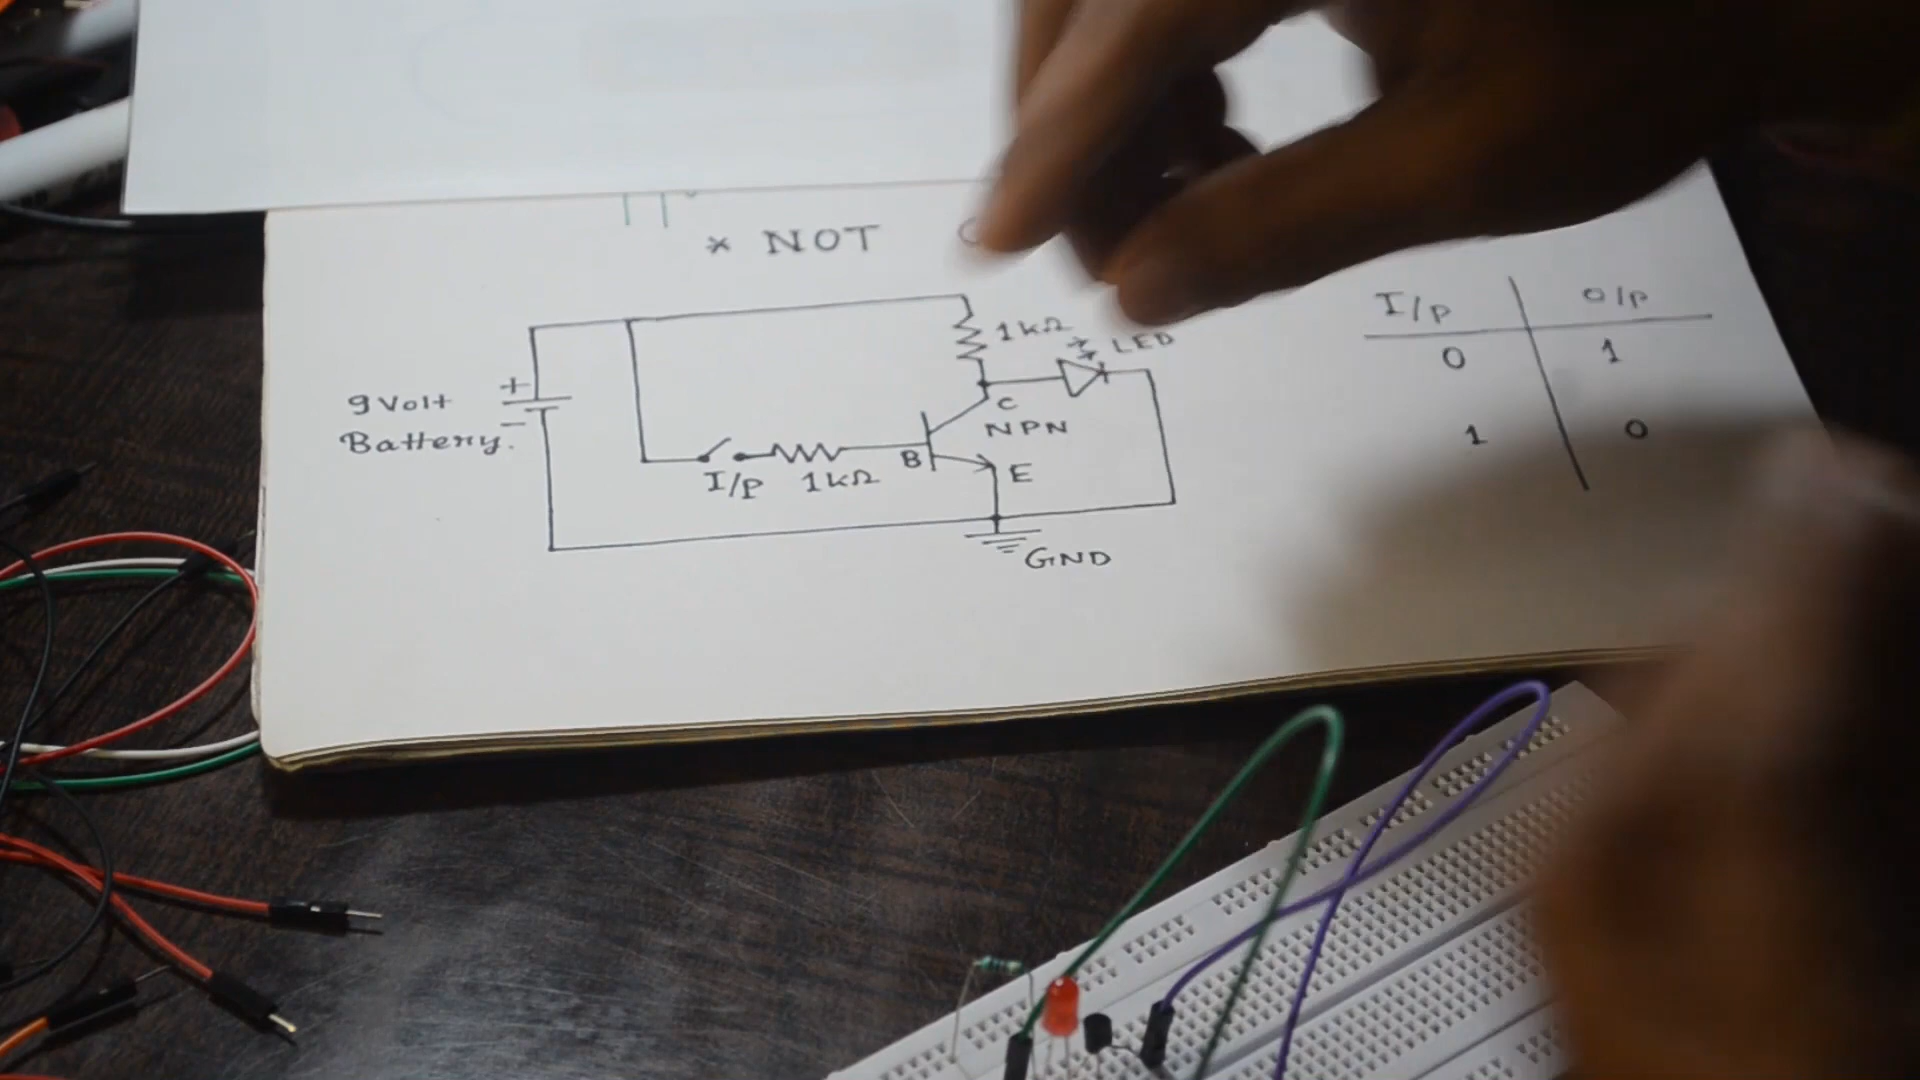 * NOT
1kΩ
LED
9 Volt
Battery.
+
-
C
NPN
B
E
I/p 1kΩ
GND
I/p O/p
0 1
1 0